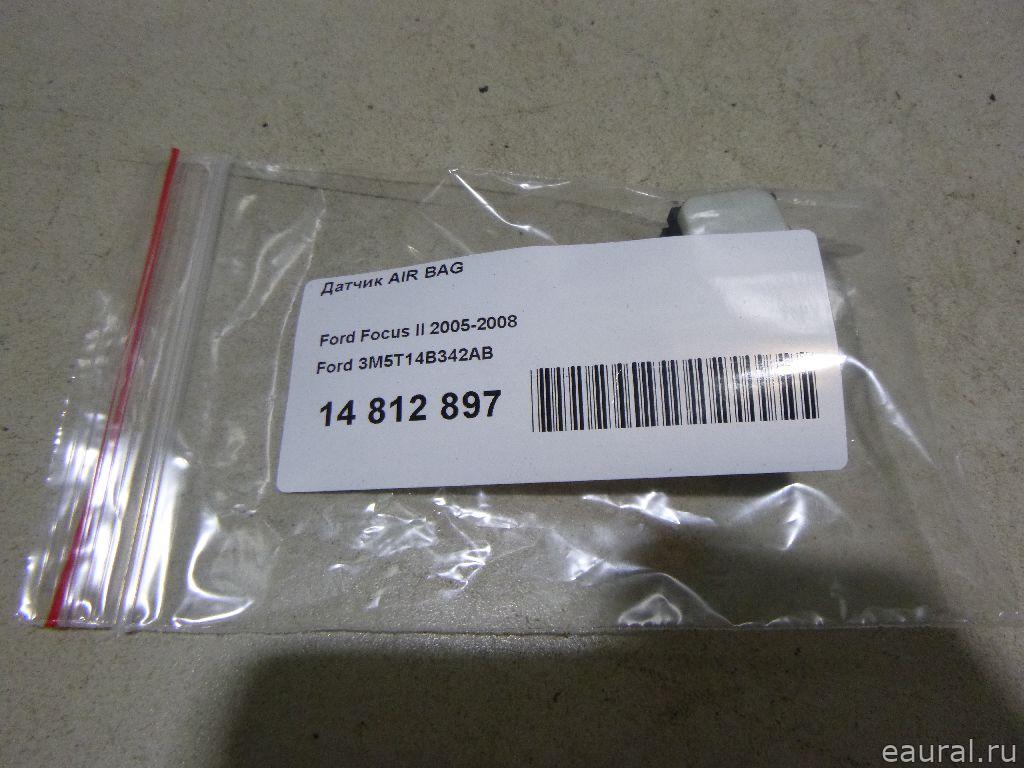 Датчик AIR BAG
Ford Focus II 2005-2008
Ford 3M5T14B342AB
14 812 897
eaural.ru